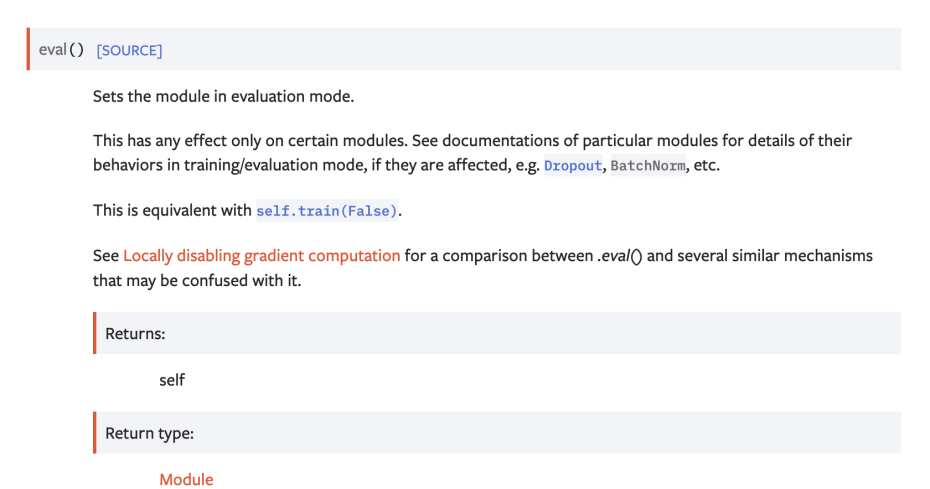 eval() [SOURCE]
Sets the module in evaluation mode.
This has any effect only on certain modules. See documentations of particular modules for details of their
behaviors in training/evaluation mode, if they are affected, e.g. Dropout, BatchNorm, etc.
This is equivalent with self.train(False).
See Locally disabling gradient computation for a comparison between .eval() and several similar mechanisms
that may be confused with it.
Returns:
self
Return type:
Module